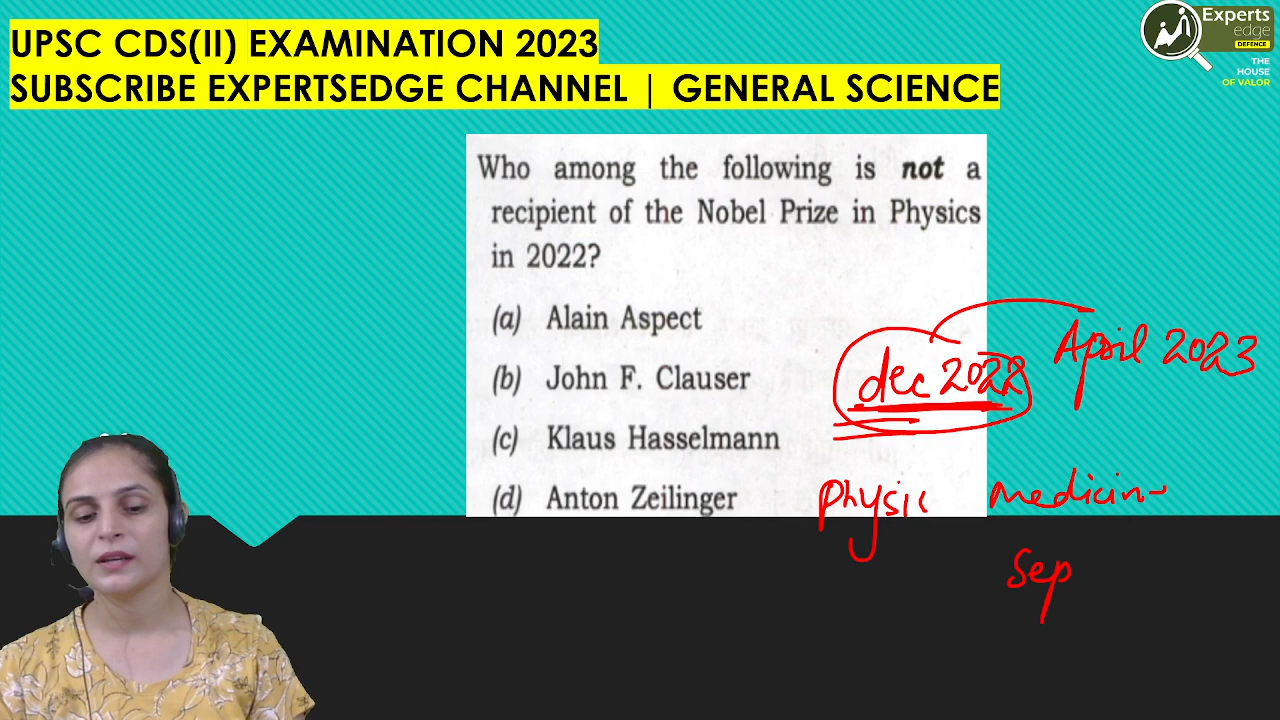 UPSC CDS(II) EXAMINATION 2023
SUBSCRIBE EXPERTSEDGE CHANNEL | GENERAL SCIENCE
Experts
edge
DEFENCE
THE
HOUSE
OF VALOR
Who among the following is not a
recipient of the Nobel Prize in Physics
in 2022?
(a) Alain Aspect
(b) John F. Clauser
(c) Klaus Hasselmann
(d) Anton Zeilinger
dec 2022
April 2023
Physic
Medicin
Sep